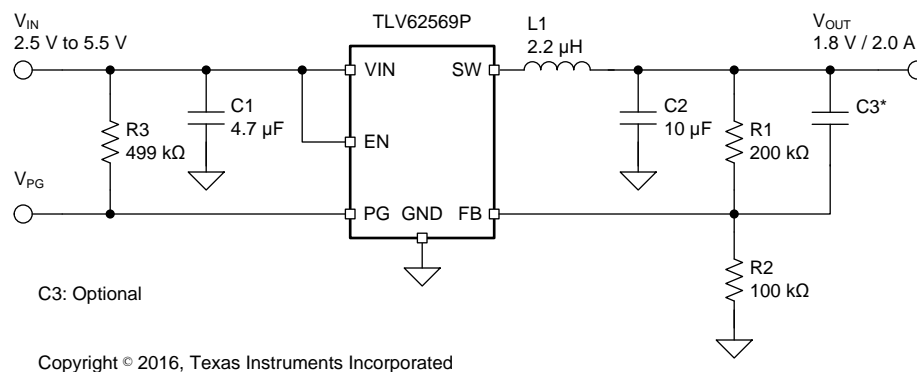 TLV62569P
V_IN
2.5 V to 5.5 V
L1
2.2 µH
V_OUT
1.8 V / 2.0 A
VIN
SW
C1
4.7 µF
C2
10 µF
C3*
R3
499 kΩ
R1
200 kΩ
EN
V_PG
PG
GND
FB
R2
100 kΩ
C3: Optional
Copyright © 2016, Texas Instruments Incorporated